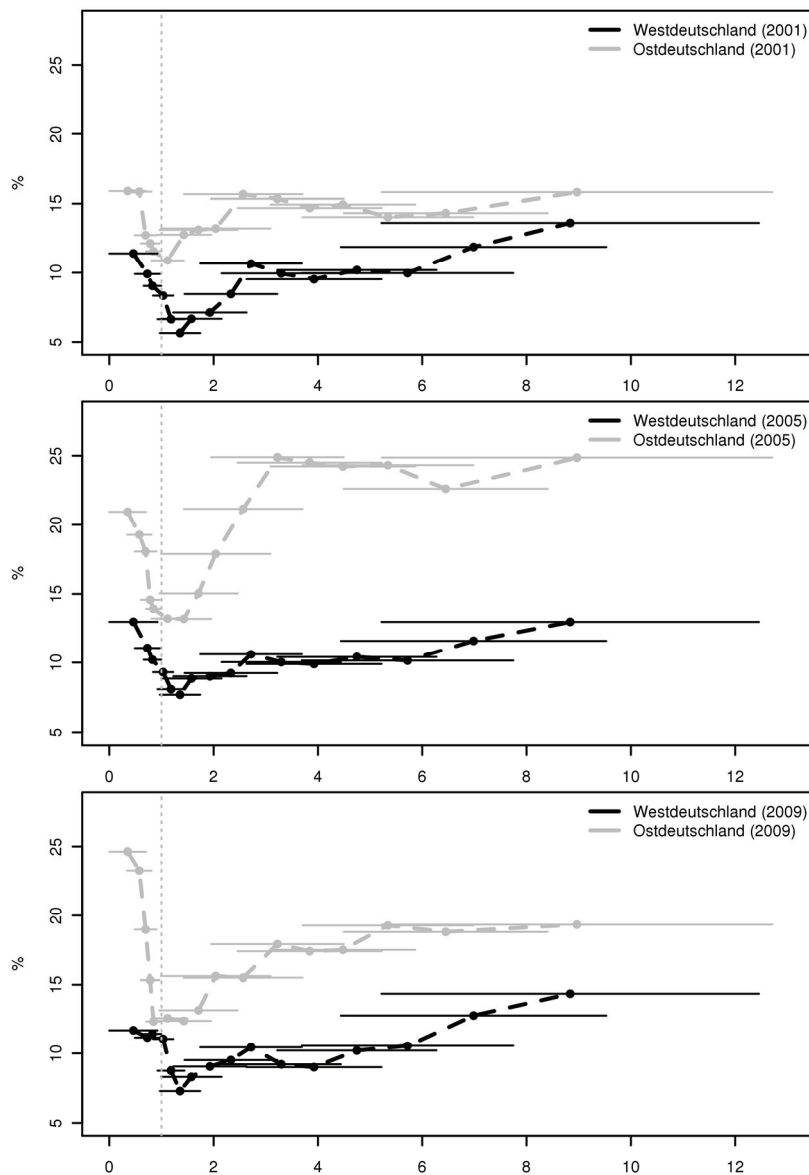 Westdeutschland (2001)
Ostdeutschland (2001)
25
20
15
10
5
%
0 2 4 6 8 10 12
Westdeutschland (2005)
Ostdeutschland (2005)
25
20
15
10
5
%
0 2 4 6 8 10 12
Westdeutschland (2009)
Ostdeutschland (2009)
25
20
15
10
5
%
0 2 4 6 8 10 12